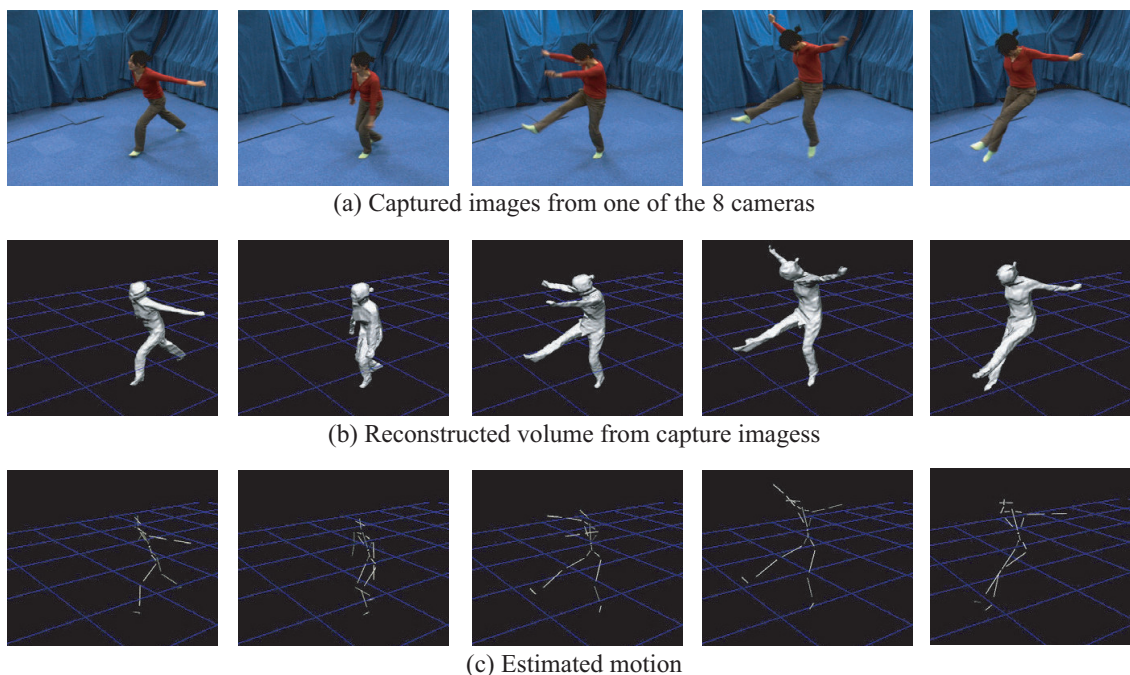 (a) Captured images from one of the 8 cameras
(b) Reconstructed volume from capture imagess
(c) Estimated motion